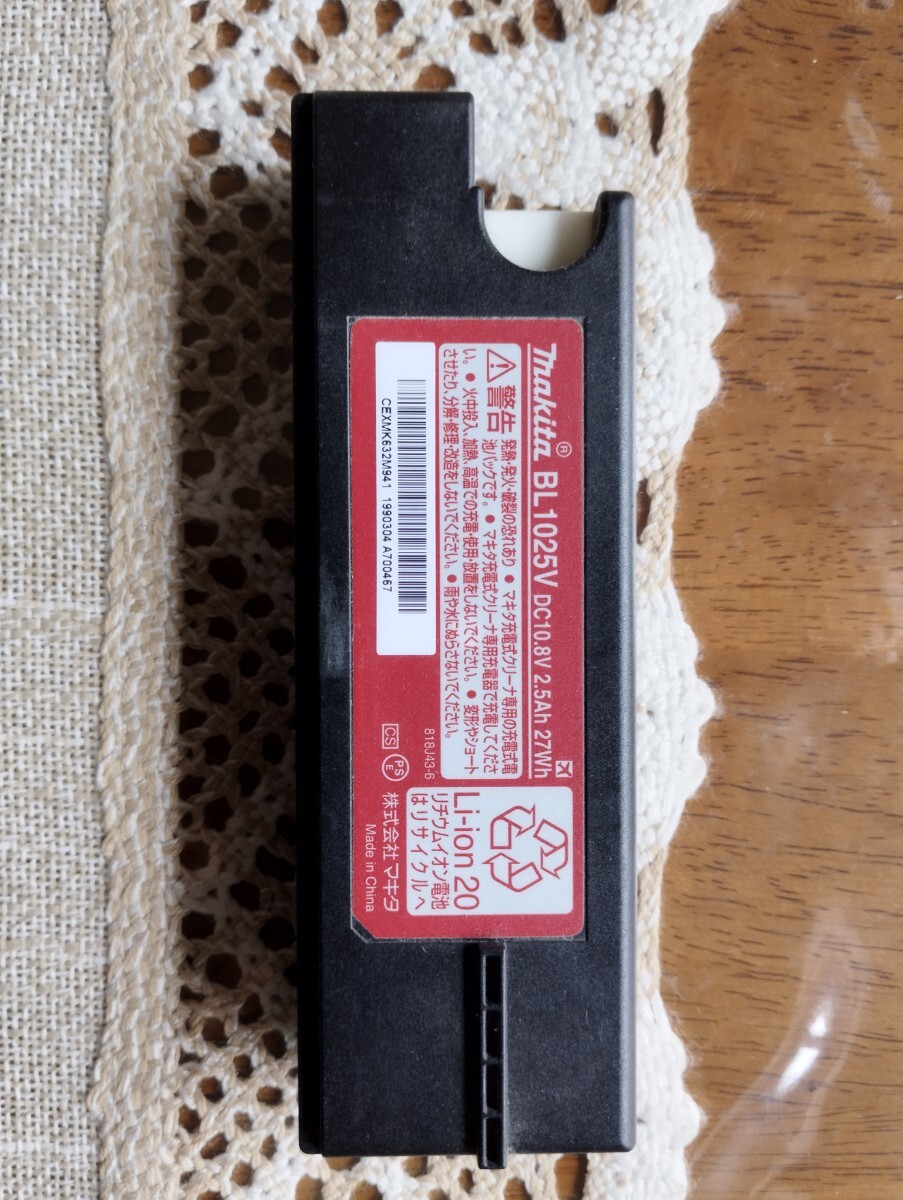 makita® BL1025V DC10.8V 2.5Ah 27Wh
警告 発熱・発火・破裂の恐れあり ● マキタ充電式クリーナ専用の充電式電
池パックです。● マキタ充電式クリーナ専用充電器で充電してくださ
い。● 火中投入、加熱、高温での充電・使用・放置をしないでください。● 変形やショート
させたり、分解・修理・改造をしないでください。● 雨や水にぬらさないでください。
CEXMK632M941 1990304 A700467
818J43-6
CS PSE
Li-ion 20
リチウムイオン電池
はリサイクルへ
株式会社マキタ
Made in China